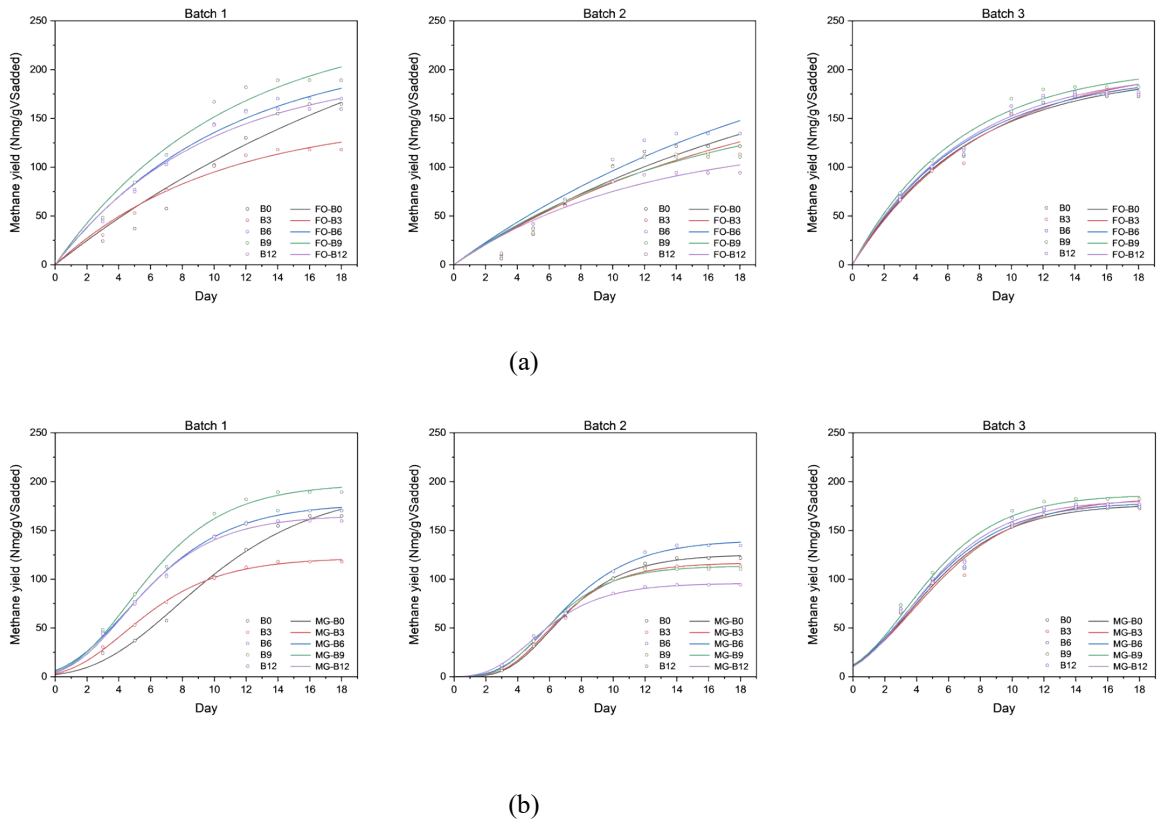 Batch 1
Batch 2
Batch 3
Methane yield (Nmg/gVSadded)
250
200
150
100
50
0
B0 FO-B0
B3 FO-B3
B6 FO-B6
B9 FO-B9
B12 FO-B12
0 2 4 6 8 10 12 14 16 18
Day
Methane yield (Nmg/gVSadded)
250
200
150
100
50
0
B0 FO-B0
B3 FO-B3
B6 FO-B6
B9 FO-B9
B12 FO-B12
0 2 4 6 8 10 12 14 16 18
Day
Methane yield (Nmg/gVSadded)
250
200
150
100
50
0
B0 FO-B0
B3 FO-B3
B6 FO-B6
B9 FO-B9
B12 FO-B12
0 2 4 6 8 10 12 14 16 18
Day
(a)
Batch 1
Batch 2
Batch 3
Methane yield (Nmg/gVSadded)
250
200
150
100
50
0
B0 MG-B0
B3 MG-B3
B6 MG-B6
B9 MG-B9
B12 MG-B12
0 2 4 6 8 10 12 14 16 18
Day
Methane yield (Nmg/gVSadded)
250
200
150
100
50
0
B0 MG-B0
B3 MG-B3
B6 MG-B6
B9 MG-B9
B12 MG-B12
0 2 4 6 8 10 12 14 16 18
Day
Methane yield (Nmg/gVSadded)
250
200
150
100
50
0
B0 MG-B0
B3 MG-B3
B6 MG-B6
B9 MG-B9
B12 MG-B12
0 2 4 6 8 10 12 14 16 18
Day
(b)